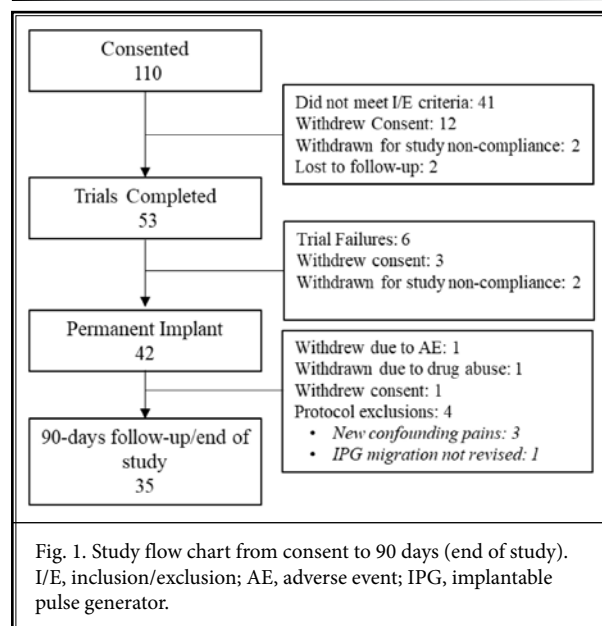 Consented
110
Did not meet I/E criteria: 41
Withdrew Consent: 12
Withdrawn for study non-compliance: 2
Lost to follow-up: 2
Trials Completed
53
Trial Failures: 6
Withdrew consent: 3
Withdrawn for study non-compliance: 2
Permanent Implant
42
Withdrew due to AE: 1
Withdrawn due to drug abuse: 1
Withdrew consent: 1
Protocol exclusions: 4
• New confounding pains: 3
• IPG migration not revised: 1
90-days follow-up/end of
study
35
Fig. 1. Study flow chart from consent to 90 days (end of study).
I/E, inclusion/exclusion; AE, adverse event; IPG, implantable
pulse generator.